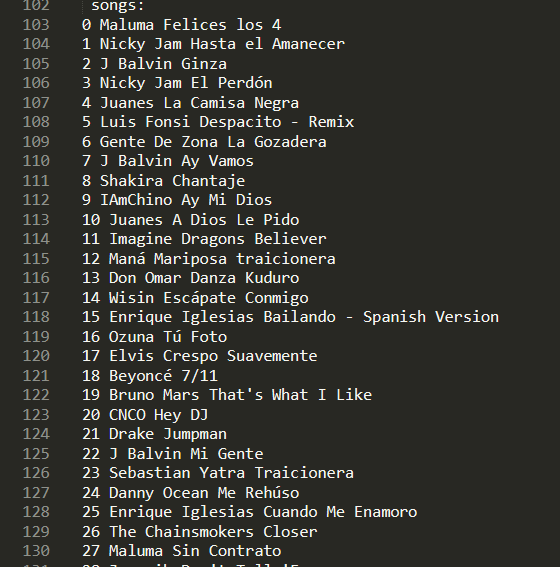 102 songs:
103 0 Maluma Felices los 4
104 1 Nicky Jam Hasta el Amanecer
105 2 J Balvin Ginza
106 3 Nicky Jam El Perdón
107 4 Juanes La Camisa Negra
108 5 Luis Fonsi Despacito - Remix
109 6 Gente De Zona La Gozadera
110 7 J Balvin Ay Vamos
111 8 Shakira Chantaje
112 9 IAmChino Ay Mi Dios
113 10 Juanes A Dios Le Pido
114 11 Imagine Dragons Believer
115 12 Maná Mariposa traicionera
116 13 Don Omar Danza Kuduro
117 14 Wisin Escápate Conmigo
118 15 Enrique Iglesias Bailando - Spanish Version
119 16 Ozuna Tú Foto
120 17 Elvis Crespo Suavemente
121 18 Beyoncé 7/11
122 19 Bruno Mars That's What I Like
123 20 CNCO Hey DJ
124 21 Drake Jumpman
125 22 J Balvin Mi Gente
126 23 Sebastian Yatra Traicionera
127 24 Danny Ocean Me Rehúso
128 25 Enrique Iglesias Cuando Me Enamoro
129 26 The Chainsmokers Closer
130 27 Maluma Sin Contrato